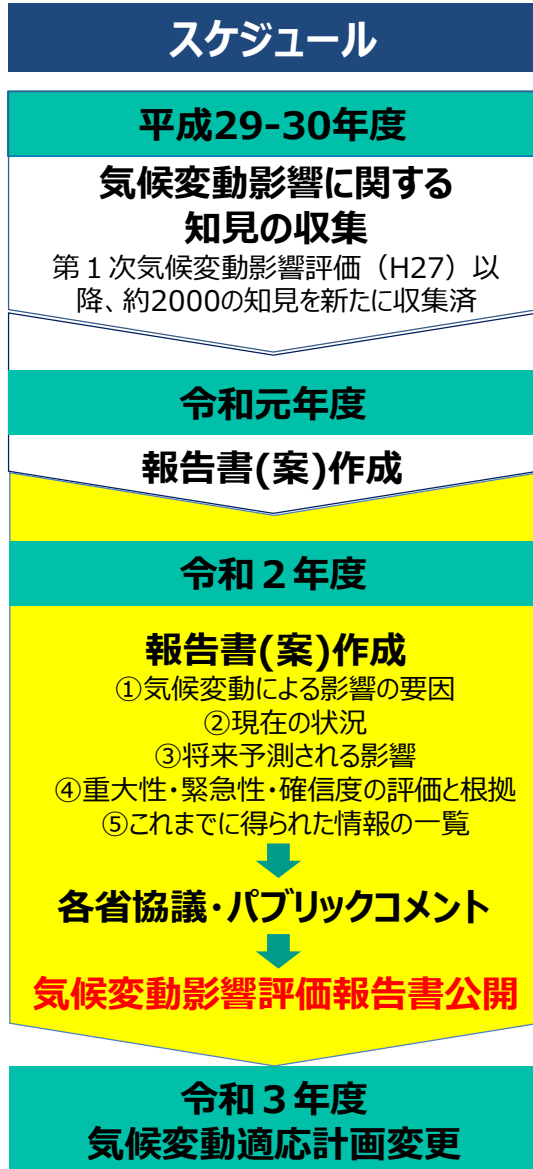 スケジュール
平成29-30年度
気候変動影響に関する
知見の収集
第１次気候変動影響評価（H27）以
降、約2000の知見を新たに収集済
令和元年度
報告書(案)作成
令和２年度
報告書(案)作成
①気候変動による影響の要因
②現在の状況
③将来予測される影響
④重大性・緊急性・確信度の評価と根拠
⑤これまでに得られた情報の一覧
各省協議・パブリックコメント
気候変動影響評価報告書公開
令和３年度
気候変動適応計画変更